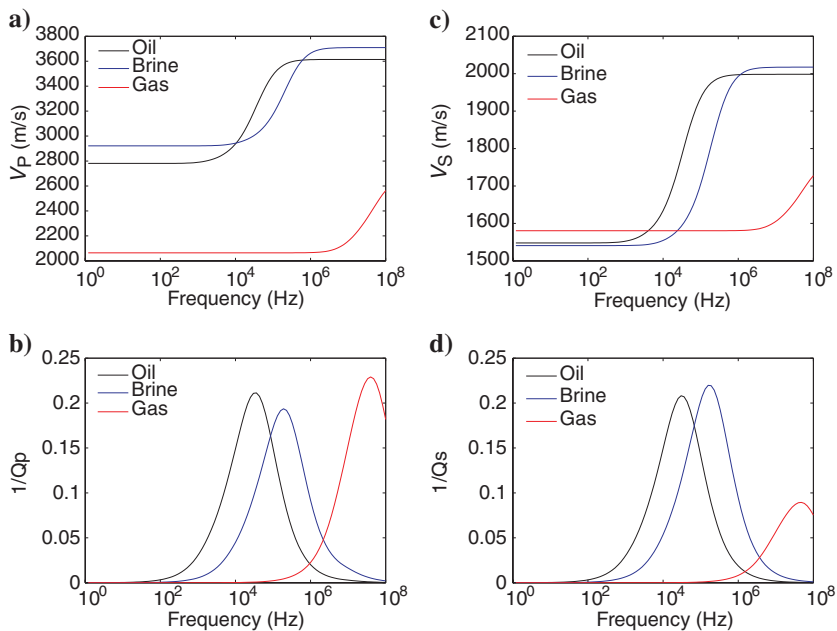 a)
3800
3600
3400
3200
3000
2800
2600
2400
2200
2000
V_P (m/s)
Oil
Brine
Gas
10^0
10^2
10^4
10^6
10^8
Frequency (Hz)
c)
2100
2000
1900
1800
1700
1600
1500
V_S (m/s)
Oil
Brine
Gas
10^0
10^2
10^4
10^6
10^8
Frequency (Hz)
b)
0.25
0.2
0.15
0.1
0.05
0
1/Qp
Oil
Brine
Gas
10^0
10^2
10^4
10^6
10^8
Frequency (Hz)
d)
0.25
0.2
0.15
0.1
0.05
0
1/Qs
Oil
Brine
Gas
10^0
10^2
10^4
10^6
10^8
Frequency (Hz)